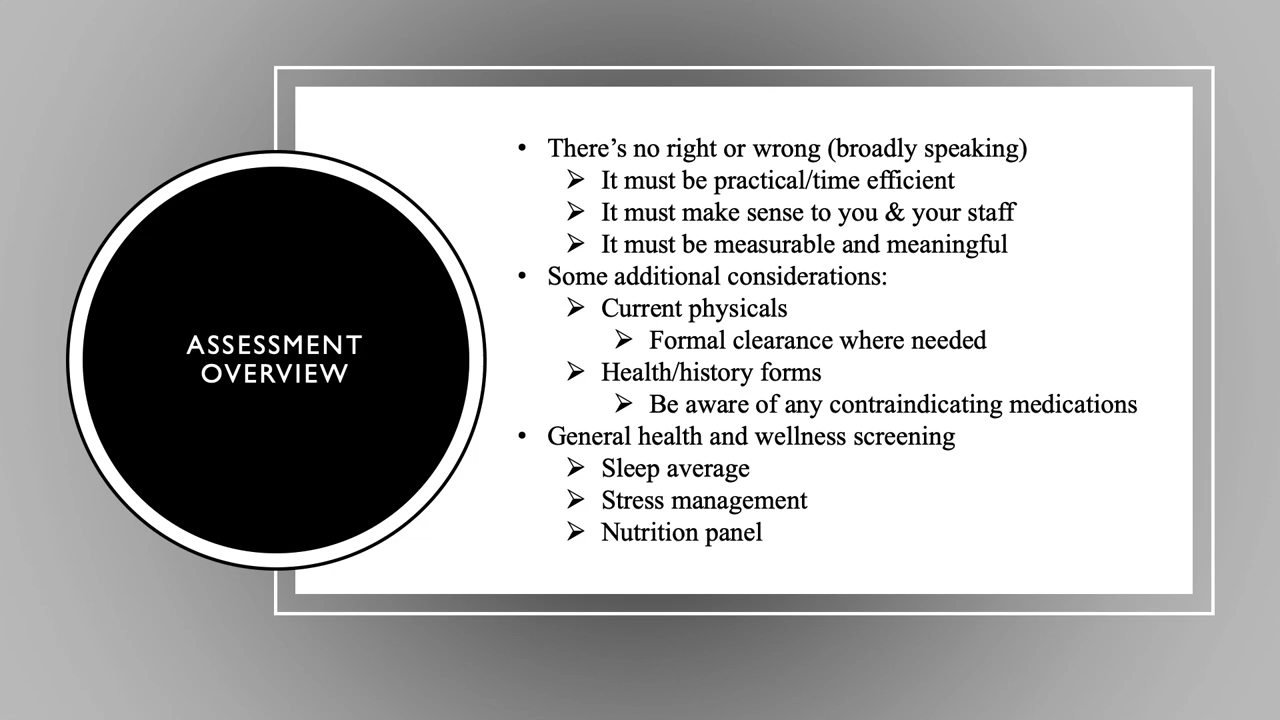 ASSESSMENT
OVERVIEW
• There’s no right or wrong (broadly speaking)
➢ It must be practical/time efficient
➢ It must make sense to you & your staff
➢ It must be measurable and meaningful
• Some additional considerations:
➢ Current physicals
➢ Formal clearance where needed
➢ Health/history forms
➢ Be aware of any contraindicating medications
• General health and wellness screening
➢ Sleep average
➢ Stress management
➢ Nutrition panel